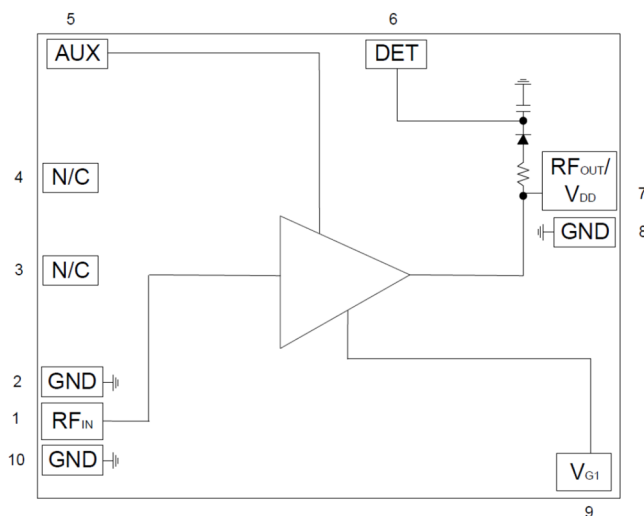 5
6
AUX
DET
4
N/C
RFOUT/
VDD
7
GND
8
3
N/C
2
GND
1
RFIN
10
GND
VG1
9